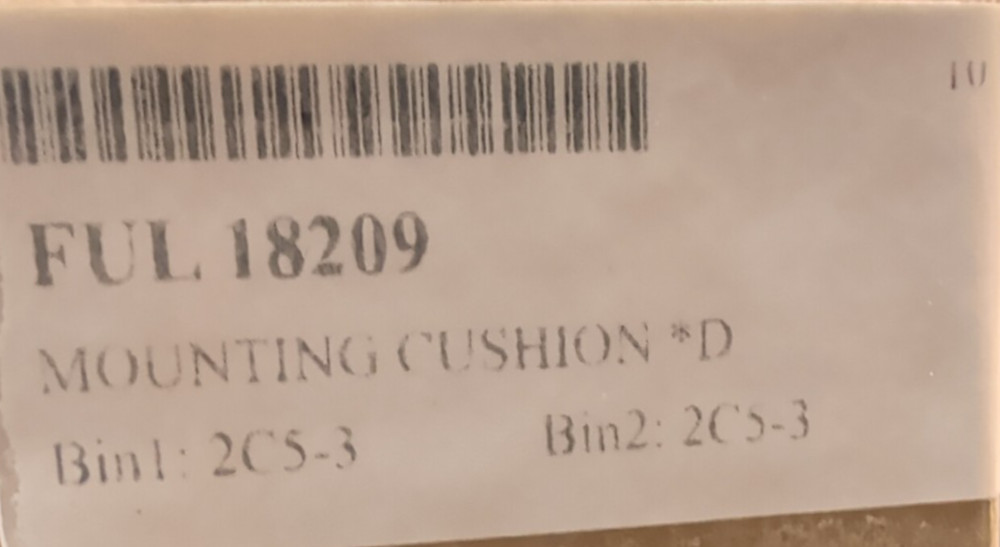 10
FUL 18209
MOUNTING CUSHION *D
Bin1: 2C5-3 Bin2: 2C5-3